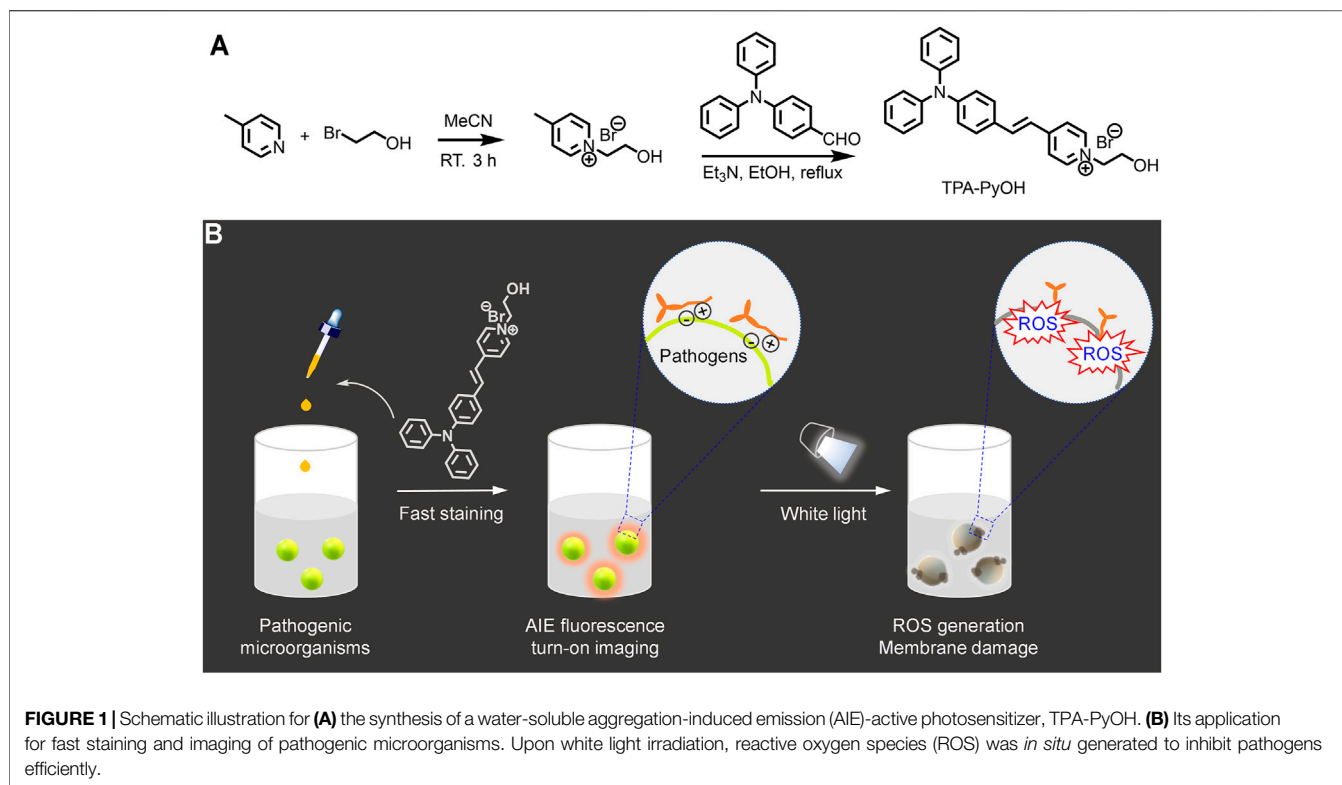 A
N
CHO
N
+
Br
OH
MeCN
RT. 3 h
Br⊖
N
⊕
OH
Et₃N, EtOH, reflux
N
Br⊖
N
⊕
OH
TPA-PyOH
B
OH
⊖
Br
N
⊕
N
Fast staining
Pathogenic
microorganisms
- +
- +
Pathogens
AIE fluorescence
turn-on imaging
White light
ROS
ROS
ROS generation
Membrane damage
FIGURE 1 | Schematic illustration for (A) the synthesis of a water-soluble aggregation-induced emission (AIE)-active photosensitizer, TPA-PyOH. (B) Its application
for fast staining and imaging of pathogenic microorganisms. Upon white light irradiation, reactive oxygen species (ROS) was in situ generated to inhibit pathogens
efficiently.